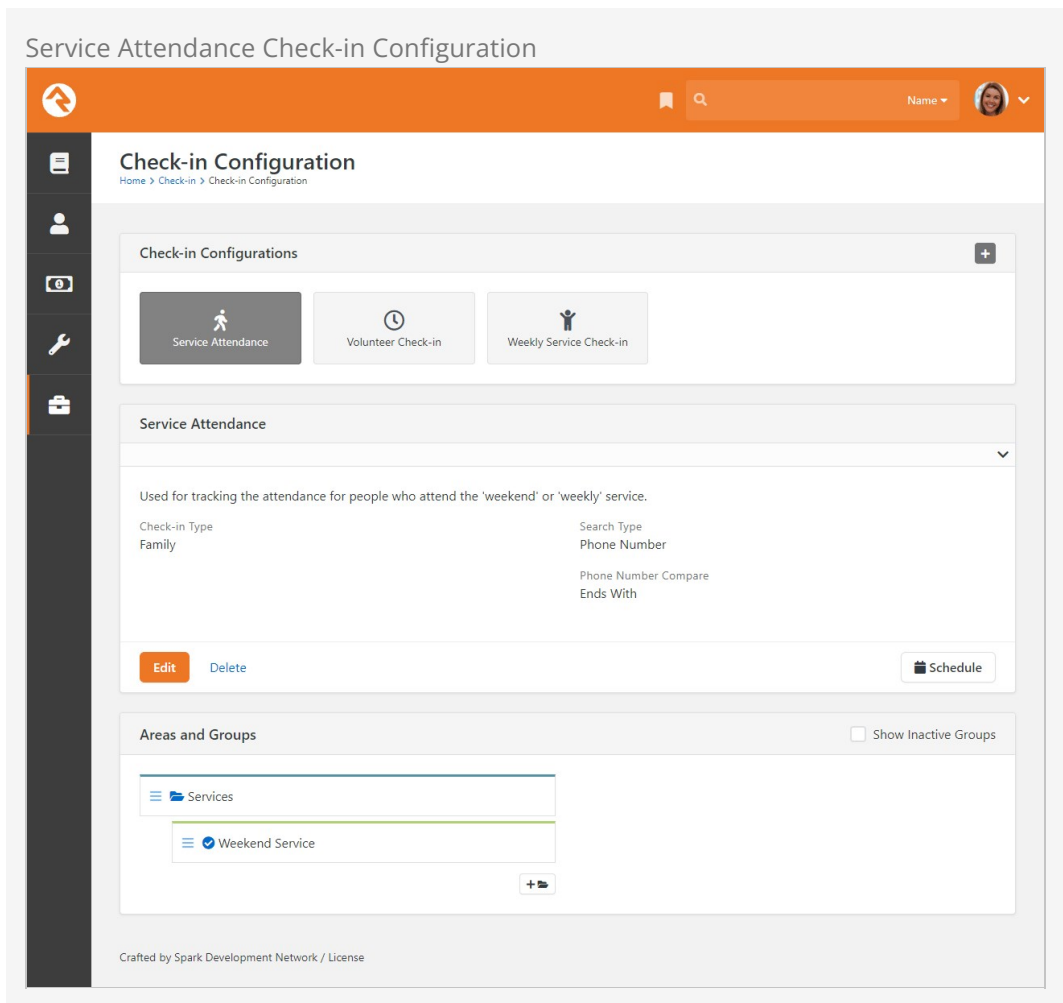 Service Attendance Check-in Configuration
Name
Check-in Configuration
Home > Check-in > Check-in Configuration
Check-in Configurations
Service Attendance
Volunteer Check-in
Weekly Service Check-in
Service Attendance
Used for tracking the attendance for people who attend the 'weekend' or 'weekly' service.
Check-in Type
Family
Search Type
Phone Number
Phone Number Compare
Ends With
Edit
Delete
Schedule
Areas and Groups
Show Inactive Groups
Services
Weekend Service
Crafted by Spark Development Network / License